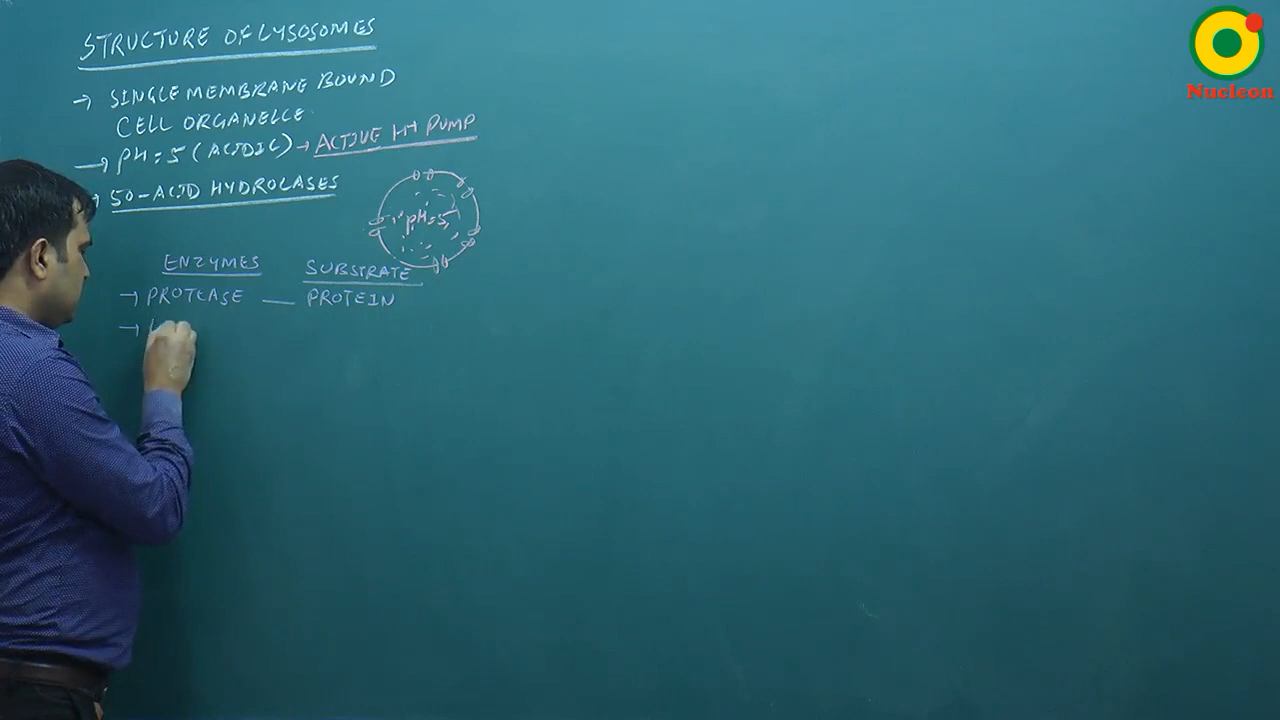 STRUCTURE OF LYSOSOMES
→ SINGLE MEMBRANE BOUND
CELL ORGANELLE
→ pH = 5 (ACIDIC) → ACTIVE H+ PUMP
50-ACID HYDROLASES
pH=5
ENZYMES SUBSTRATE
→ PROTEASE — PROTEIN
→
Nucleon